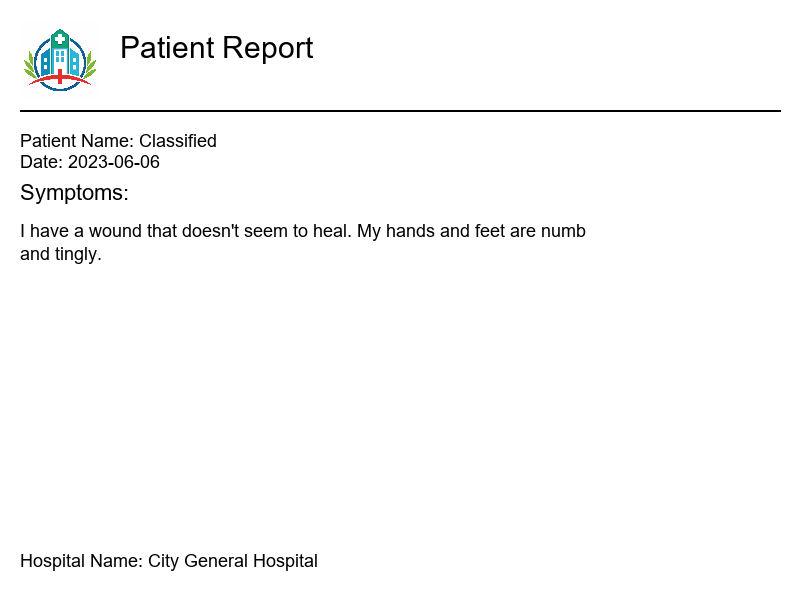 Patient Report
Patient Name: Classified
Date: 2023-06-06
Symptoms:
I have a wound that doesn't seem to heal. My hands and feet are numb
and tingly.
Hospital Name: City General Hospital